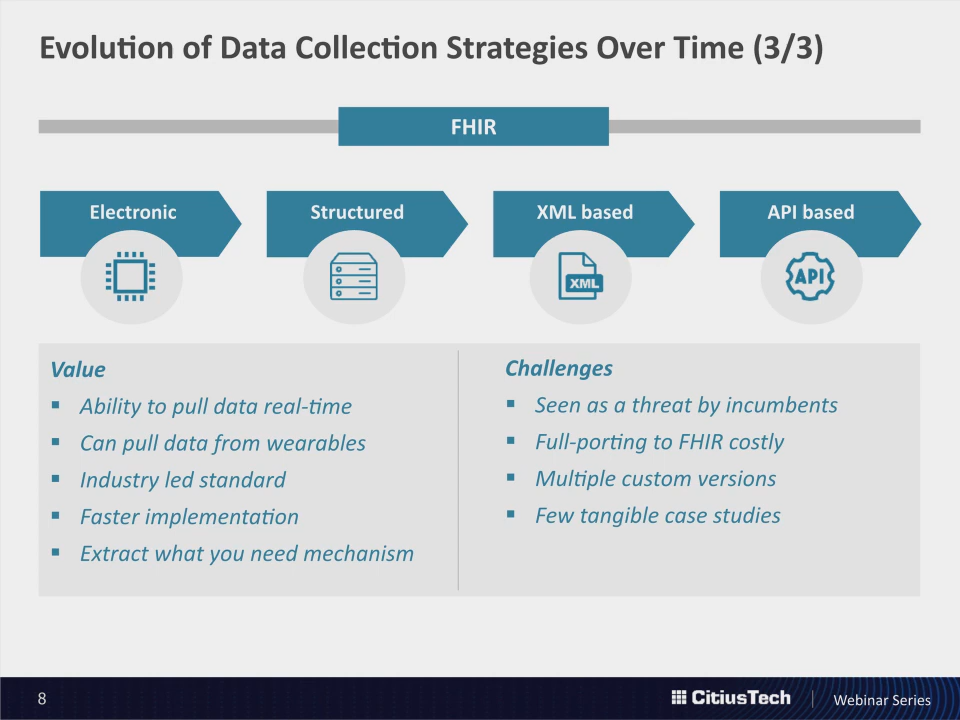 Evolution of Data Collection Strategies Over Time (3/3)
FHIR
Electronic
Structured
XML based
API based
XML
API
Value
▪ Ability to pull data real-time
▪ Can pull data from wearables
▪ Industry led standard
▪ Faster implementation
▪ Extract what you need mechanism
Challenges
▪ Seen as a threat by incumbents
▪ Full-porting to FHIR costly
▪ Multiple custom versions
▪ Few tangible case studies
8
CitiusTech
Webinar Series